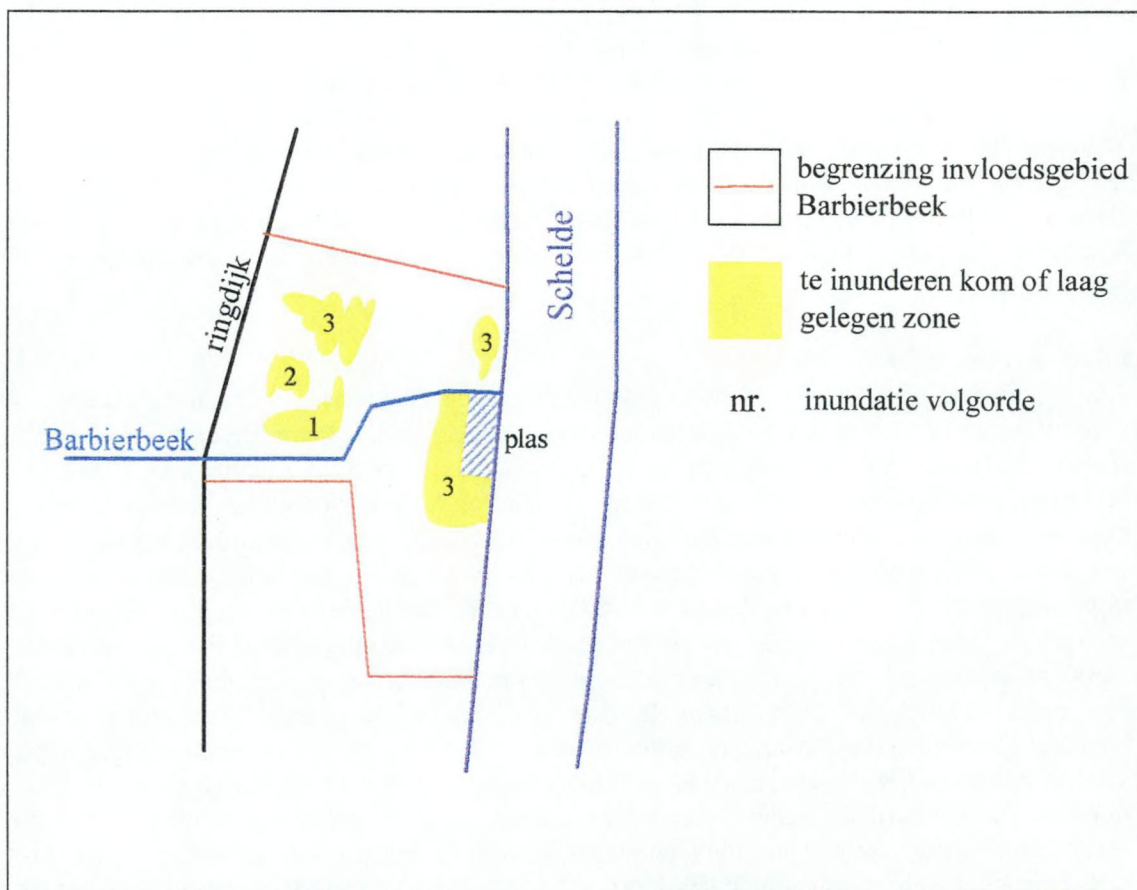 ringdijk
Schelde
Barbierbeek
3
3
2
1
3
plas
begrenzing invloedsgebied
Barbierbeek
te inunderen kom of laag
gelegen zone
nr. inundatie volgorde